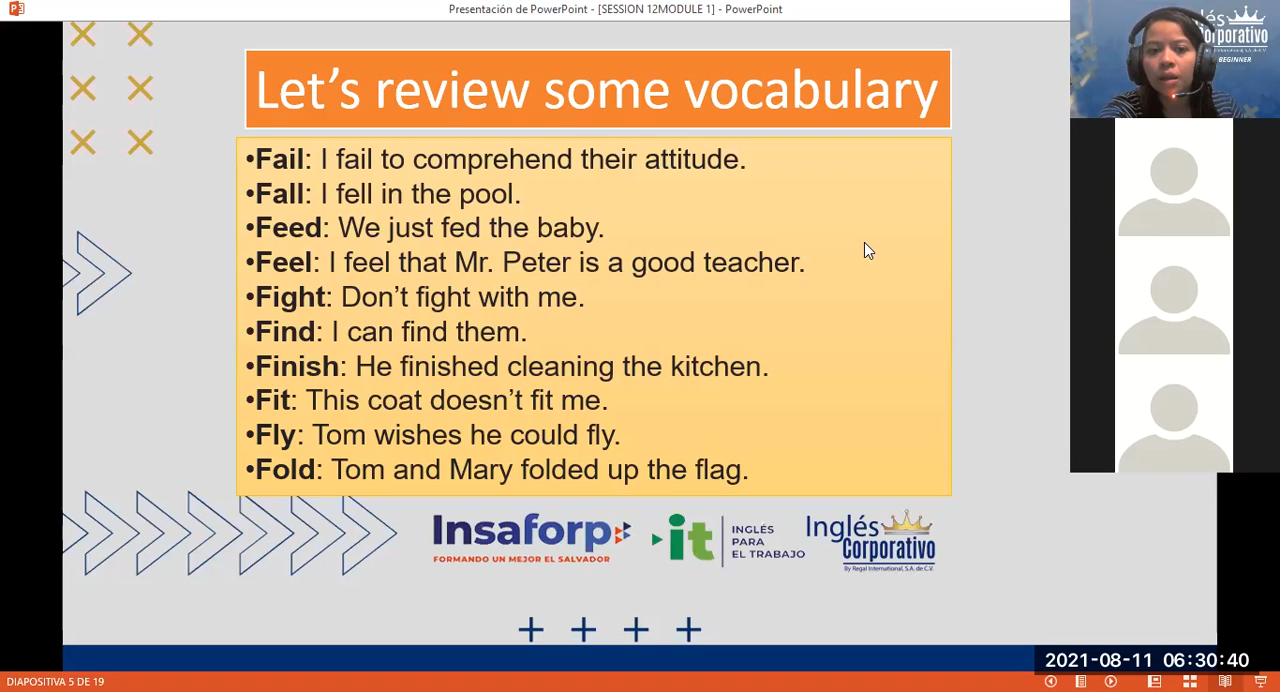 Presentación de PowerPoint - [SESSION 12MODULE 1] - PowerPoint
Let's review some vocabulary
•Fail: I fail to comprehend their attitude.
•Fall: I fell in the pool.
•Feed: We just fed the baby.
•Feel: I feel that Mr. Peter is a good teacher.
•Fight: Don't fight with me.
•Find: I can find them.
•Finish: He finished cleaning the kitchen.
•Fit: This coat doesn't fit me.
•Fly: Tom wishes he could fly.
•Fold: Tom and Mary folded up the flag.
Insaforp
FORMANDO UN MEJOR EL SALVADOR
it
INGLÉS
PARA
EL TRABAJO
Inglés
Corporativo
By Regal International, S.A. de C.V.
BEGINNER
2021-08-11 06:30:40
DIAPOSITIVA 5 DE 19